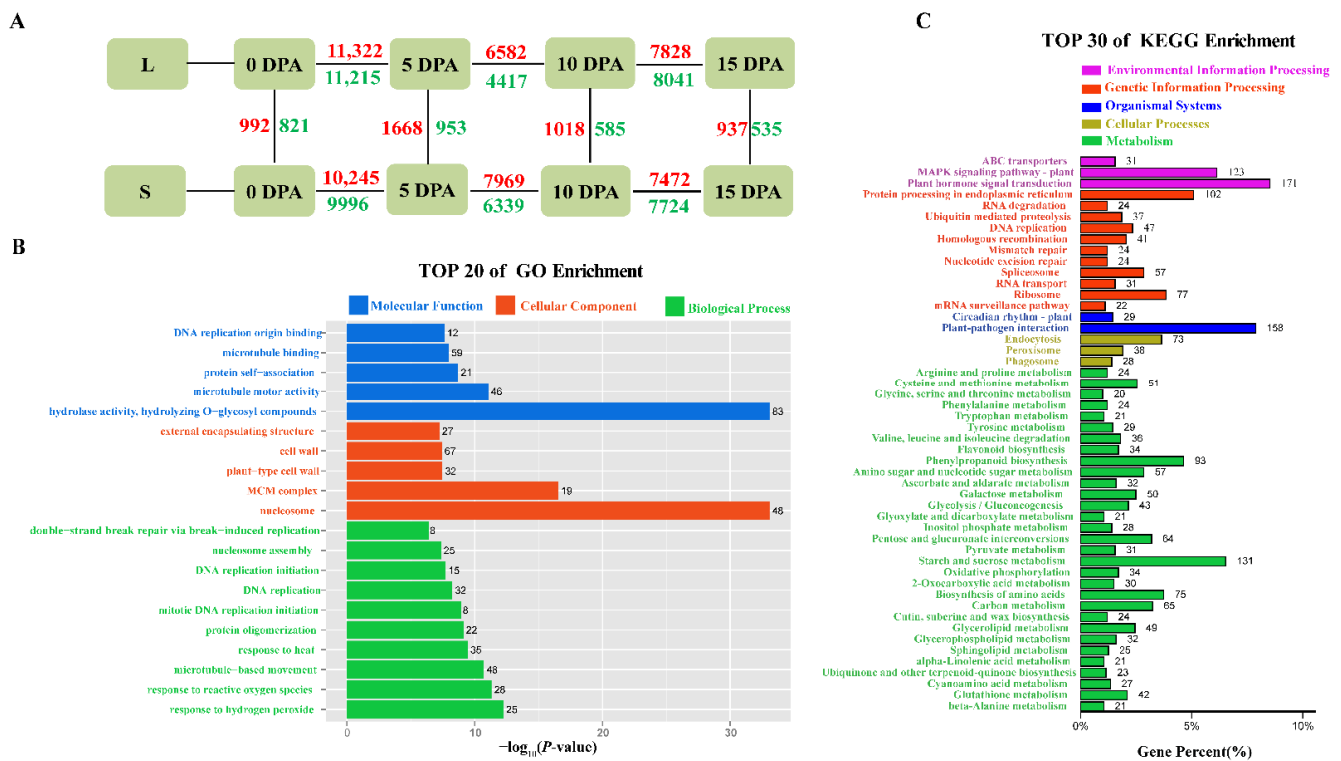 A
L
0 DPA
11,322
11,215
5 DPA
6582
4417
10 DPA
7828
8041
15 DPA
992
821
1668
953
1018
585
937
535
S
0 DPA
10,245
9996
5 DPA
7969
6339
10 DPA
7472
7724
15 DPA
B
TOP 20 of GO Enrichment
Molecular Function
Cellular Component
Biological Process
DNA replication origin binding 12
microtubule binding 59
protein self−association 21
microtubule motor activity 46
hydrolase activity, hydrolyzing O−glycosyl compounds 83
external encapsulating structure 27
cell wall 67
plant−type cell wall 32
MCM complex 19
nucleosome 48
double−strand break repair via break−induced replication 8
nucleosome assembly 25
DNA replication initiation 15
DNA replication 32
mitotic DNA replication initiation 8
protein oligomerization 22
response to heat 35
microtubule−based movement 48
response to reactive oxygen species 28
response to hydrogen peroxide 25
0 10 20 30
−log10(P-value)
C
TOP 30 of KEGG Enrichment
Environmental Information Processing
Genetic Information Processing
Organismal Systems
Cellular Processes
Metabolism
ABC transporters 31
MAPK signaling pathway - plant 123
Plant hormone signal transduction 171
Protein processing in endoplasmic reticulum 102
RNA degradation 24
Ubiquitin mediated proteolysis 37
DNA replication 47
Homologous recombination 41
Mismatch repair 24
Nucleotide excision repair 24
Spliceosome 57
RNA transport 31
Ribosome 77
mRNA surveillance pathway 22
Circadian rhythm - plant 29
Plant-pathogen interaction 158
Endocytosis 73
Peroxisome 38
Phagosome 28
Arginine and proline metabolism 24
Cysteine and methionine metabolism 51
Glycine, serine and threonine metabolism 20
Phenylalanine metabolism 24
Tryptophan metabolism 21
Tyrosine metabolism 29
Valine, leucine and isoleucine degradation 36
Flavonoid biosynthesis 34
Phenylpropanoid biosynthesis 93
Amino sugar and nucleotide sugar metabolism 57
Ascorbate and aldarate metabolism 32
Galactose metabolism 50
Glycolysis / Gluconeogenesis 43
Glyoxylate and dicarboxylate metabolism 21
Inositol phosphate metabolism 28
Pentose and glucuronate interconversions 64
Pyruvate metabolism 31
Starch and sucrose metabolism 131
Oxidative phosphorylation 34
2-Oxocarboxylic acid metabolism 30
Biosynthesis of amino acids 75
Carbon metabolism 65
Cutin, suberine and wax biosynthesis 24
Glycerolipid metabolism 49
Glycerophospholipid metabolism 32
Sphingolipid metabolism 25
alpha-Linolenic acid metabolism 21
Ubiquinone and other terpenoid-quinone biosynthesis 23
Cyanoamino acid metabolism 27
Glutathione metabolism 42
beta-Alanine metabolism 21
0% 5% 10%
Gene Percent(%)